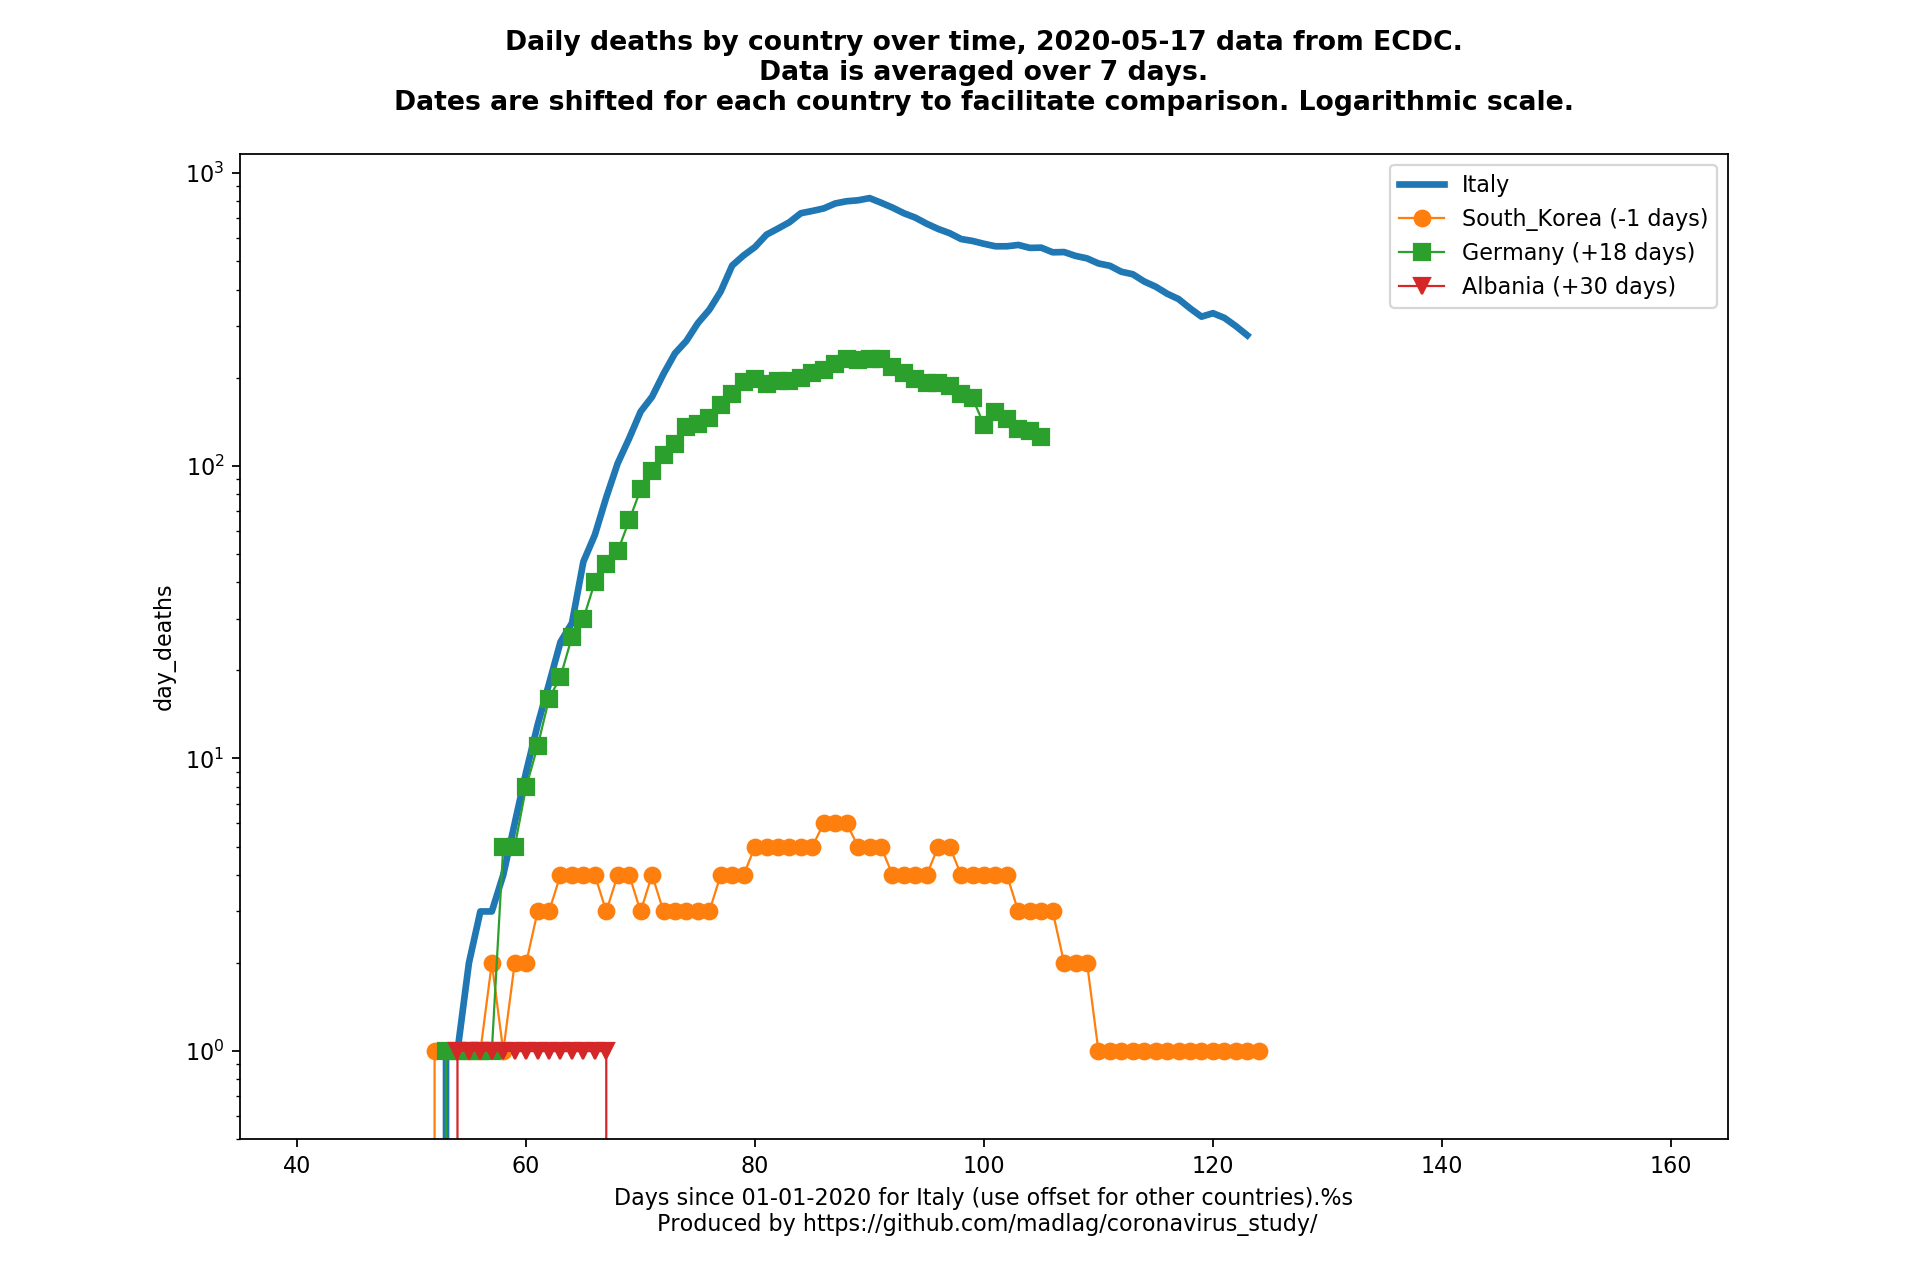 Daily deaths by country over time, 2020-05-17 data from ECDC.
Data is averaged over 7 days.
Dates are shifted for each country to facilitate comparison. Logarithmic scale.
10³
10²
10¹
10⁰
day_deaths
Italy
South_Korea (-1 days)
Germany (+18 days)
Albania (+30 days)
40 60 80 100 120 140 160
Days since 01-01-2020 for Italy (use offset for other countries).%s
Produced by https://github.com/madlag/coronavirus_study/